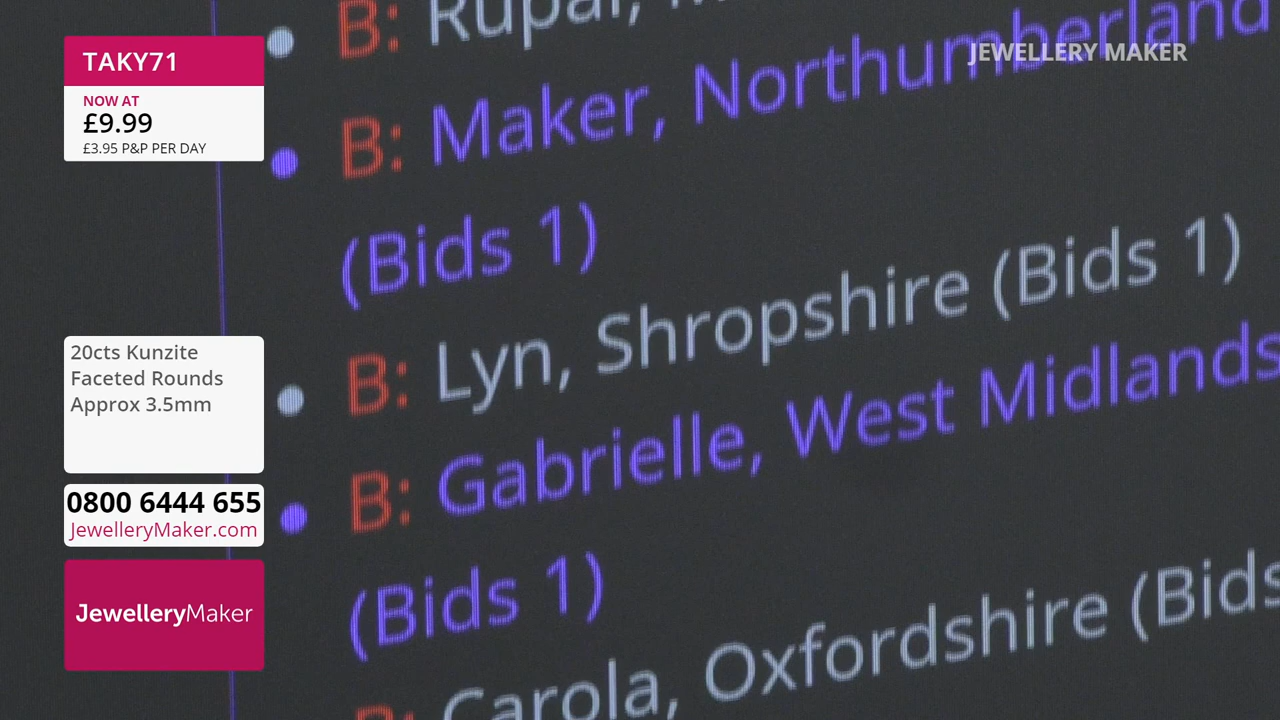 TAKY71
NOW AT
£9.99
£3.95 P&P PER DAY
20cts Kunzite
Faceted Rounds
Approx 3.5mm
0800 6444 655
JewelleryMaker.com
JewelleryMaker
JEWELLERY MAKER
B: Rupal,
B: Maker, Northumberland
(Bids 1)
B: Lyn, Shropshire (Bids 1)
B: Gabrielle, West Midlands
(Bids 1)
B: Carola, Oxfordshire (Bids